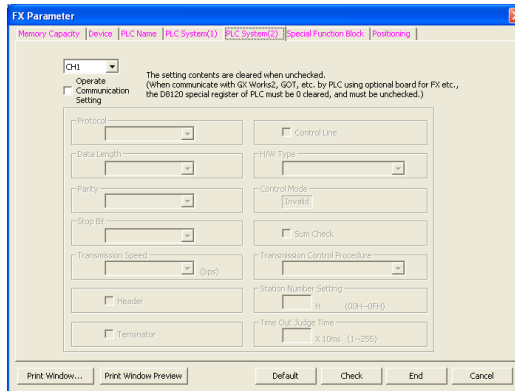 FX Parameter
Memory Capacity Device PLC Name PLC System(1) PLC System(2) Special Function Block Positioning
CH1
Operate Communication Setting
The setting contents are cleared when unchecked.
(When communicate with GX Works2, GOT, etc. by PLC using optional board for FX etc.,
the D8120 special register of PLC must be 0 cleared, and must be unchecked.)
Protocol
Control Line
Data Length
H/W Type
Parity
Control Mode
Invalid
Stop Bit
Sum Check
Transmission Speed
(bps)
Transmission Control Procedure
Header
Station Number Setting
H (00H--0FH)
Terminator
Time Out Judge Time
X 10ms (1--255)
Print Window... Print Window Preview Default Check End Cancel